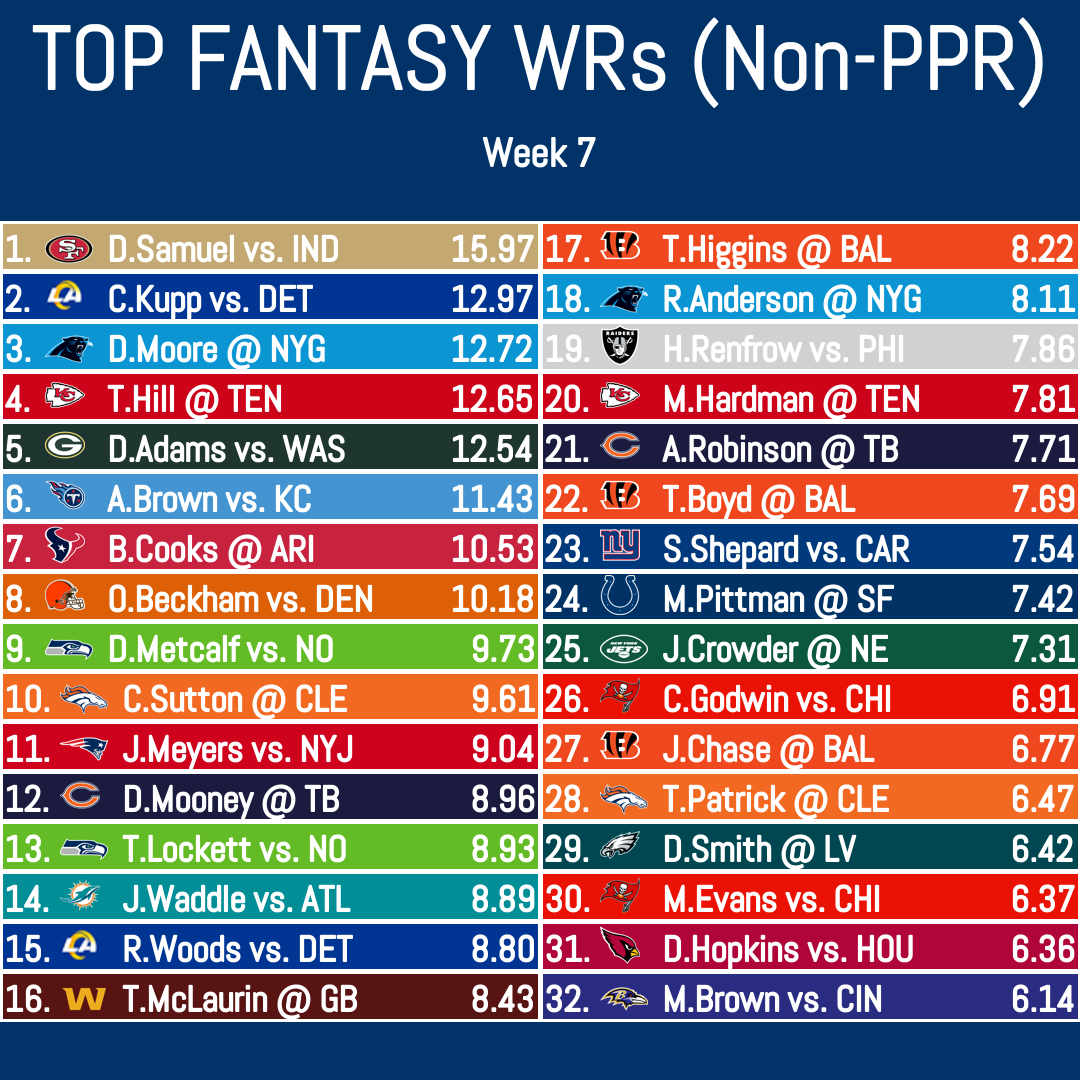 TOP FANTASY WRs (Non-PPR)
Week 7
1. D.Samuel vs. IND 15.97
2. C.Kupp vs. DET 12.97
3. D.Moore @ NYG 12.72
4. T.Hill @ TEN 12.65
5. D.Adams vs. WAS 12.54
6. A.Brown vs. KC 11.43
7. B.Cooks @ ARI 10.53
8. O.Beckham vs. DEN 10.18
9. D.Metcalf vs. NO 9.73
10. C.Sutton @ CLE 9.61
11. J.Meyers vs. NYJ 9.04
12. D.Mooney @ TB 8.96
13. T.Lockett vs. NO 8.93
14. J.Waddle vs. ATL 8.89
15. R.Woods vs. DET 8.80
16. T.McLaurin @ GB 8.43
17. T.Higgins @ BAL 8.22
18. R.Anderson @ NYG 8.11
19. H.Renfrow vs. PHI 7.86
20. M.Hardman @ TEN 7.81
21. A.Robinson @ TB 7.71
22. T.Boyd @ BAL 7.69
23. S.Shepard vs. CAR 7.54
24. M.Pittman @ SF 7.42
25. J.Crowder @ NE 7.31
26. C.Godwin vs. CHI 6.91
27. J.Chase @ BAL 6.77
28. T.Patrick @ CLE 6.47
29. D.Smith @ LV 6.42
30. M.Evans vs. CHI 6.37
31. D.Hopkins vs. HOU 6.36
32. M.Brown vs. CIN 6.14